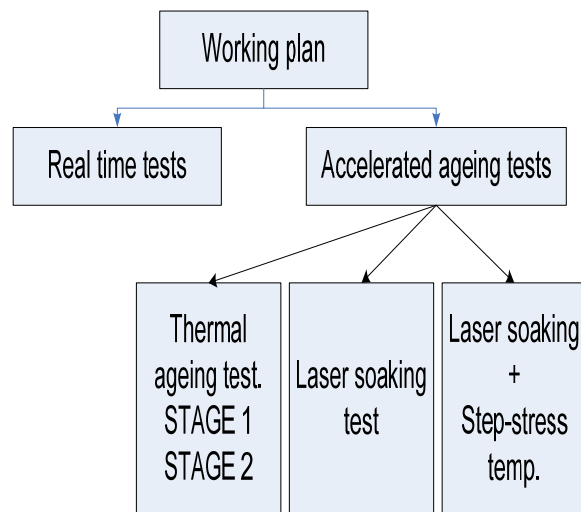 Working plan
Real time tests
Accelerated ageing tests
Thermal
ageing test.
STAGE 1
STAGE 2
Laser soaking
test
Laser soaking
+
Step-stress
temp.